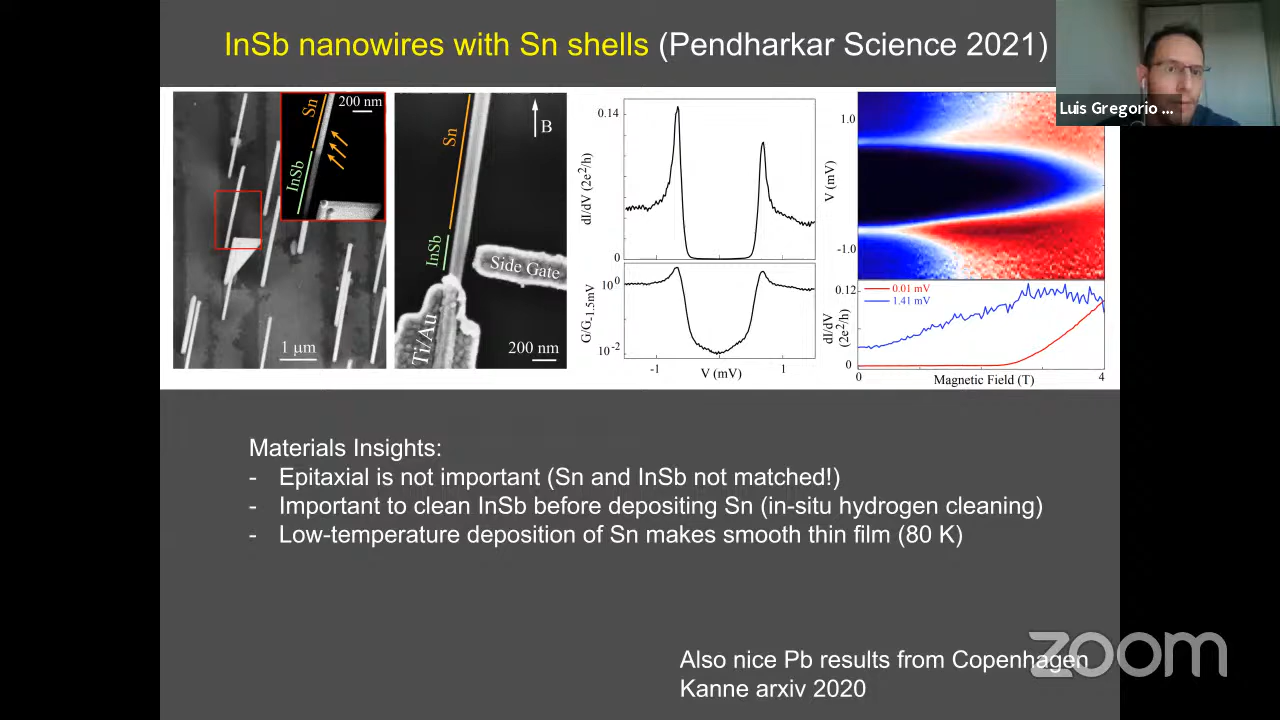 InSb nanowires with Sn shells (Pendharkar Science 2021)
Luis Gregorio ...
Sn
200 nm
InSb
1 μm
Sn
B
InSb
Side Gate
Ti/Au
200 nm
0.14
dI/dV (2e²/h)
0
10⁰
G/G-1.5mV
10⁻²
-1
V (mV)
1
1.0
V (mV)
-1.0
0.12
0.01 mV
1.41 mV
dI/dV
(2e²/h)
0
0
Magnetic Field (T)
4
Materials Insights:
- Epitaxial is not important (Sn and InSb not matched!)
- Important to clean InSb before depositing Sn (in-situ hydrogen cleaning)
- Low-temperature deposition of Sn makes smooth thin film (80 K)
Also nice Pb results from Copenhagen
Kanne arxiv 2020
zoom